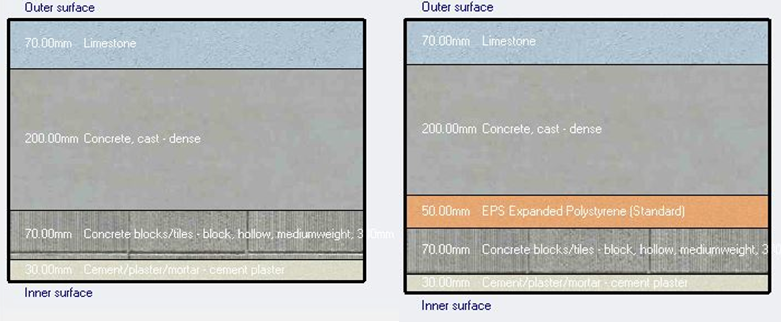 Outer surface
70.00mm Limestone
200.00mm Concrete, cast - dense
70.00mm Concrete blocks/tiles - block, hollow, mediumweight, 300mm
30.00mm Cement/plaster/mortar - cement plaster
Inner surface
Outer surface
70.00mm Limestone
200.00mm Concrete, cast - dense
50.00mm EPS Expanded Polystyrene (Standard)
70.00mm Concrete blocks/tiles - block, hollow, mediumweight,
30.00mm Cement/plaster/mortar - cement plaster
Inner surface